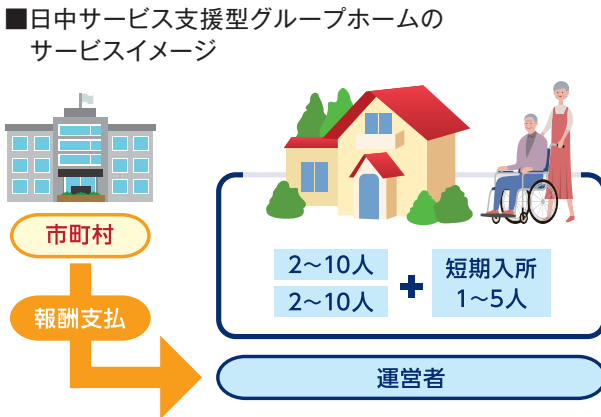 ■日中サービス支援型グループホームの
サービスイメージ
市町村
報酬支払
2～10人
2～10人
+
短期入所
1～5人
運営者